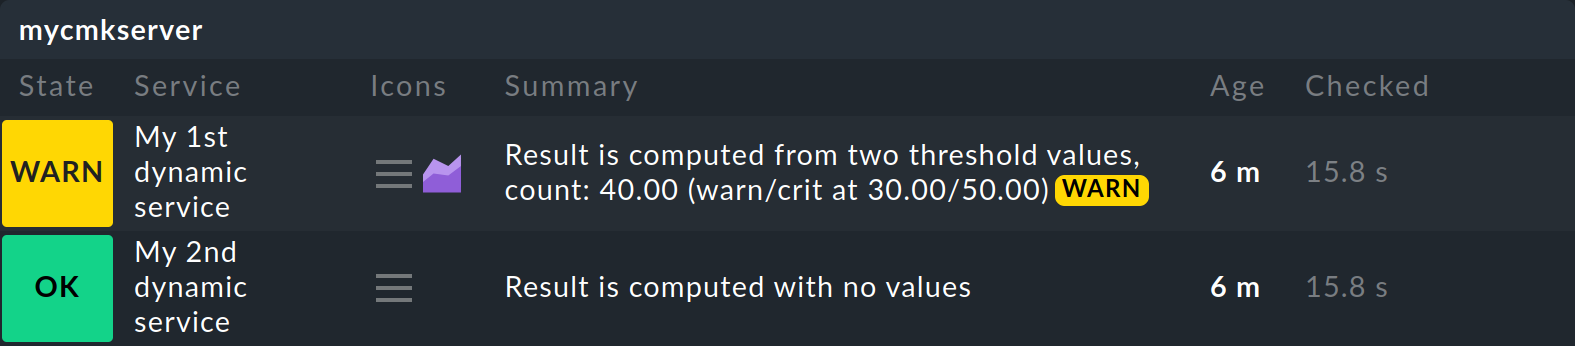 mycmkserver
State Service Icons Summary Age Checked
WARN
My 1st
dynamic
service
Result is computed from two threshold values,
count: 40.00 (warn/crit at 30.00/50.00) WARN
6 m
15.8 s
OK
My 2nd
dynamic
service
Result is computed with no values
6 m
15.8 s